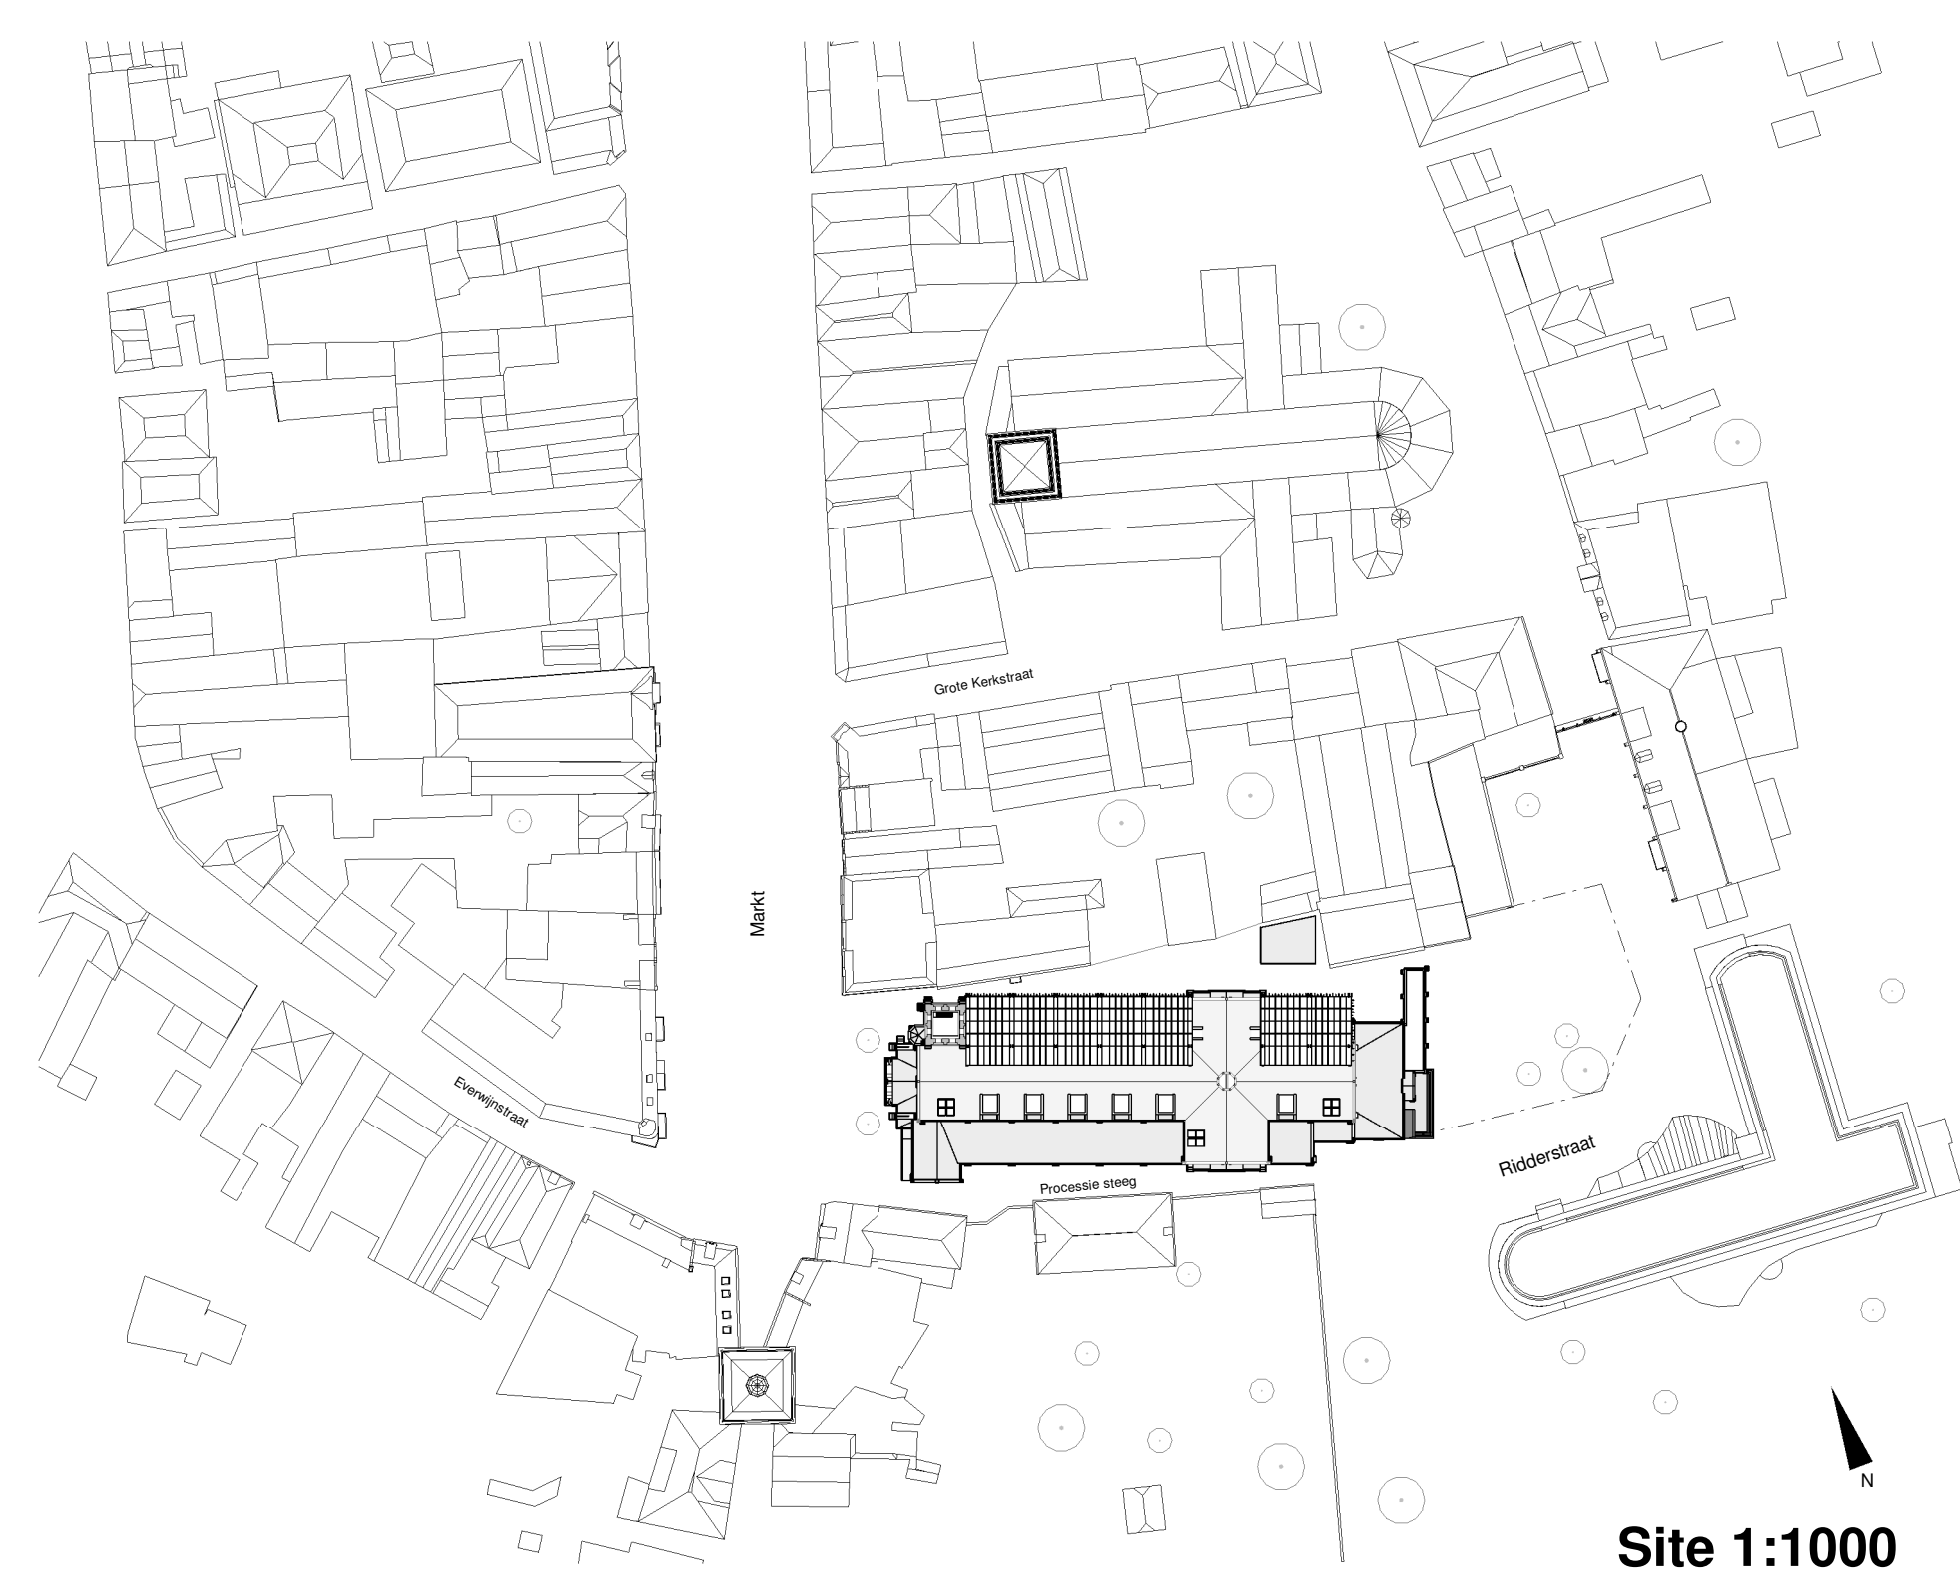 Grote Kerkstraat
Markt
Everwijnstraat
Ridderstraat
Processie steeg
N
Site 1:1000